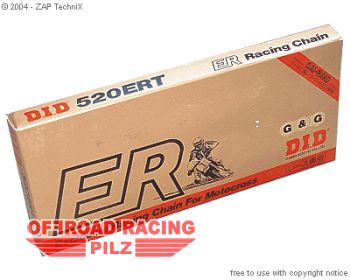 © 2004 - ZAP TechniX
D.I.D 520ERT
ER Racing Chain
G & G
D.I.D
ER
Racing Chain For Motocross
OFFROAD RACING
PILZ
free to use with copyright